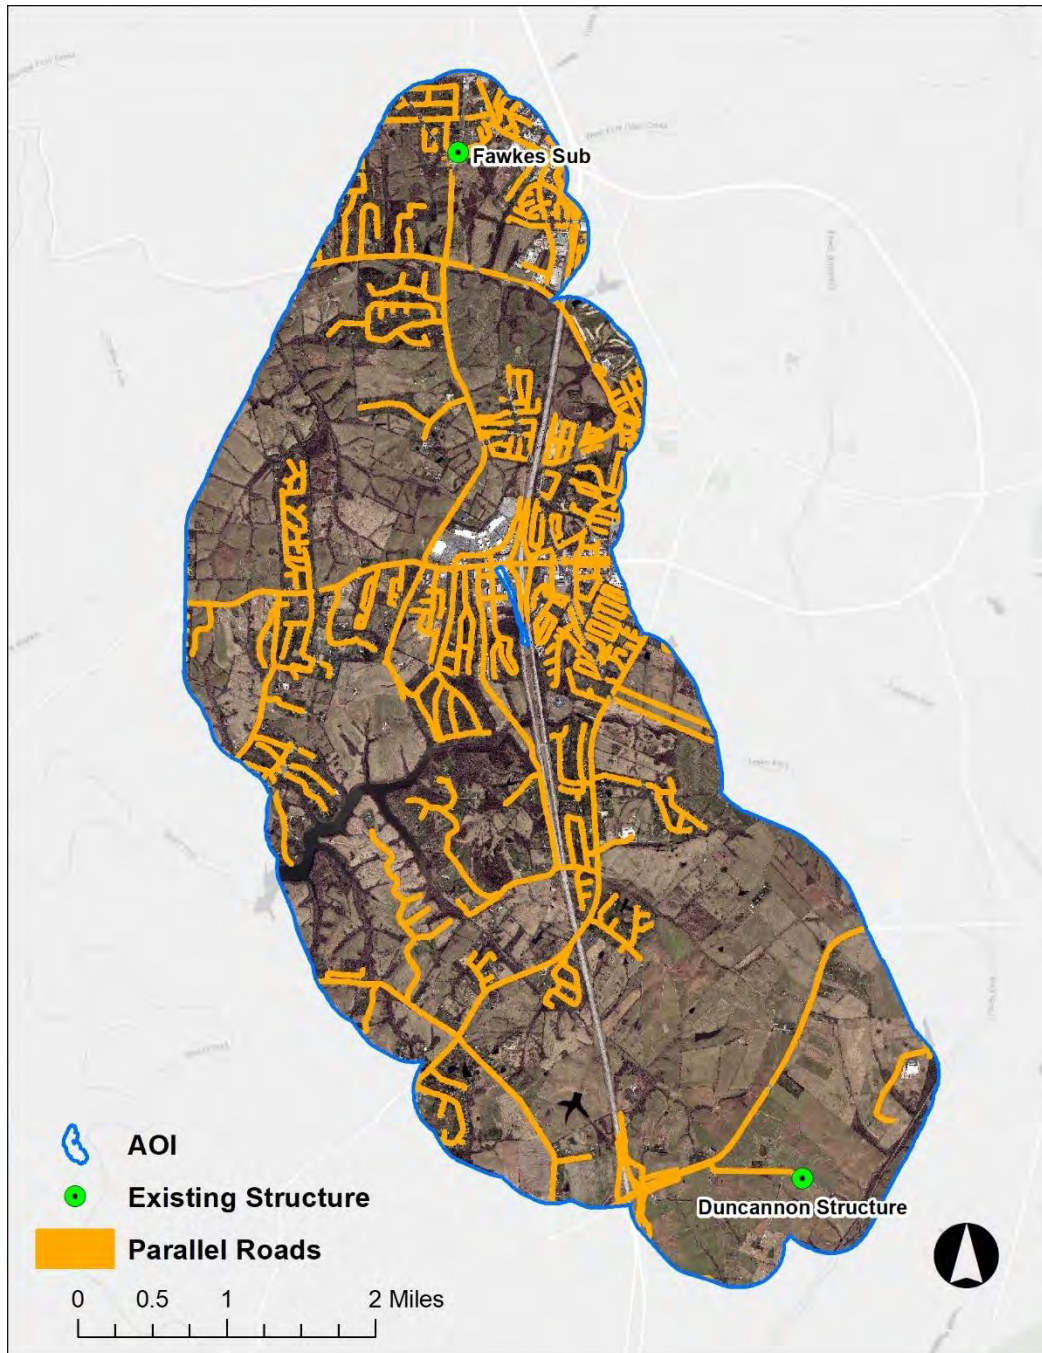 Fawkes Sub
AOI
Existing Structure
Duncannon Structure
Parallel Roads
0 0.5 1 2 Miles